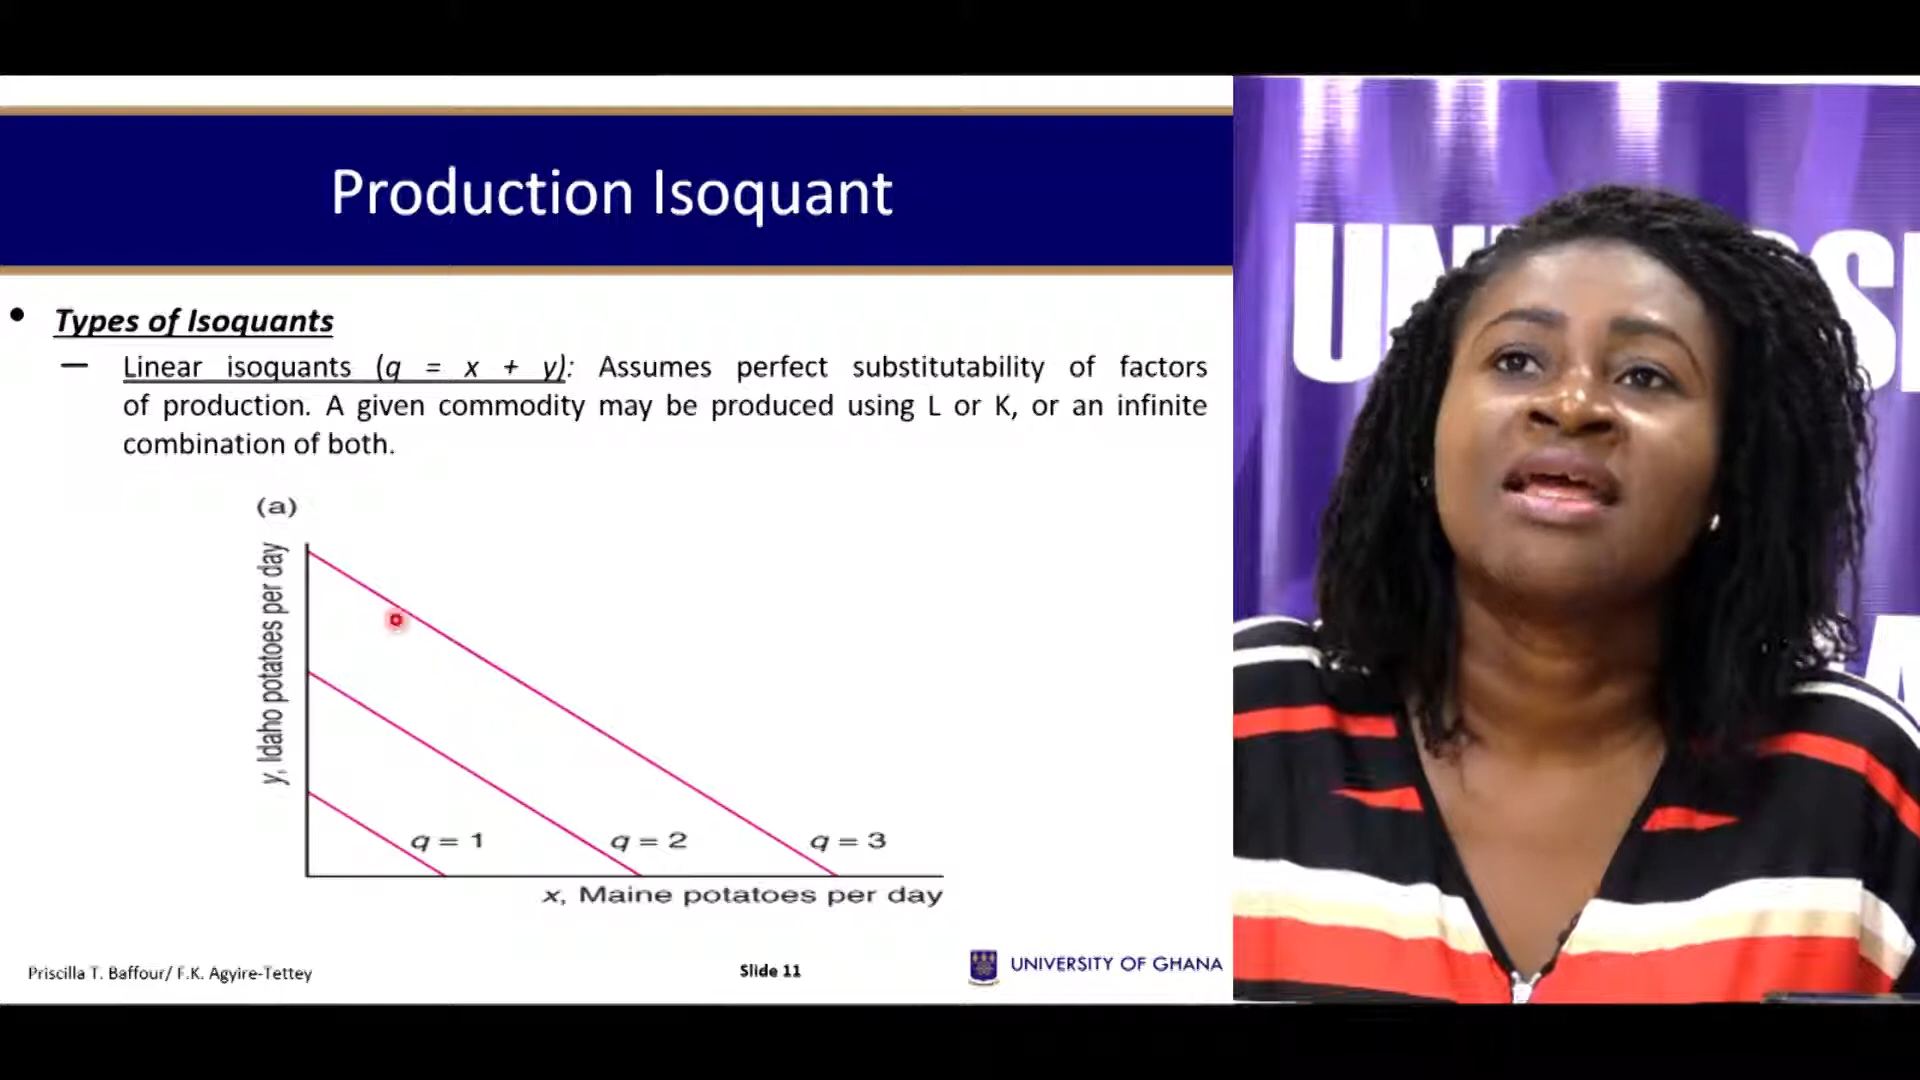 Production Isoquant
• Types of Isoquants
— Linear isoquants (q = x + y): Assumes perfect substitutability of factors
of production. A given commodity may be produced using L or K, or an infinite
combination of both.
(a)
y, Idaho potatoes per day
q = 1
q = 2
q = 3
x, Maine potatoes per day
Priscilla T. Baffour/ F.K. Agyire-Tettey
Slide 11
UNIVERSITY OF GHANA